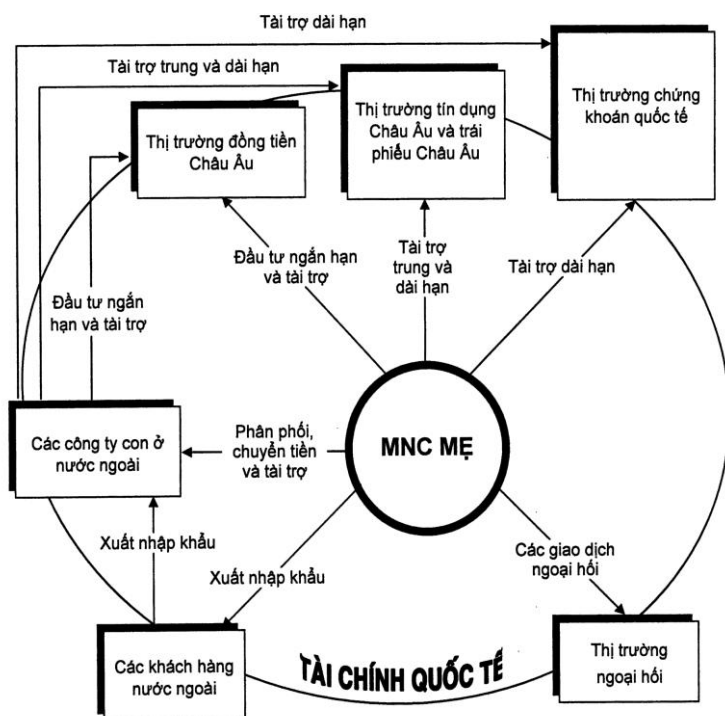 Tài trợ dài hạn
Tài trợ trung và dài hạn
Thị trường chứng
khoán quốc tế
Thị trường tín dụng
Châu Âu và trái
phiếu Châu Âu
Thị trường đồng tiền
Châu Âu
Đầu tư ngắn hạn
và tài trợ
Tài trợ
trung và
dài hạn
Tài trợ dài hạn
Đầu tư ngắn
hạn và tài trợ
Các công ty con ở
nước ngoài
Phân phối,
chuyển tiền
và tài trợ
MNC MẸ
Xuất nhập khẩu
Xuất nhập khẩu
Các giao dịch
ngoại hối
Các khách hàng
nước ngoài
TÀI CHÍNH QUỐC TẾ
Thị trường
ngoại hối